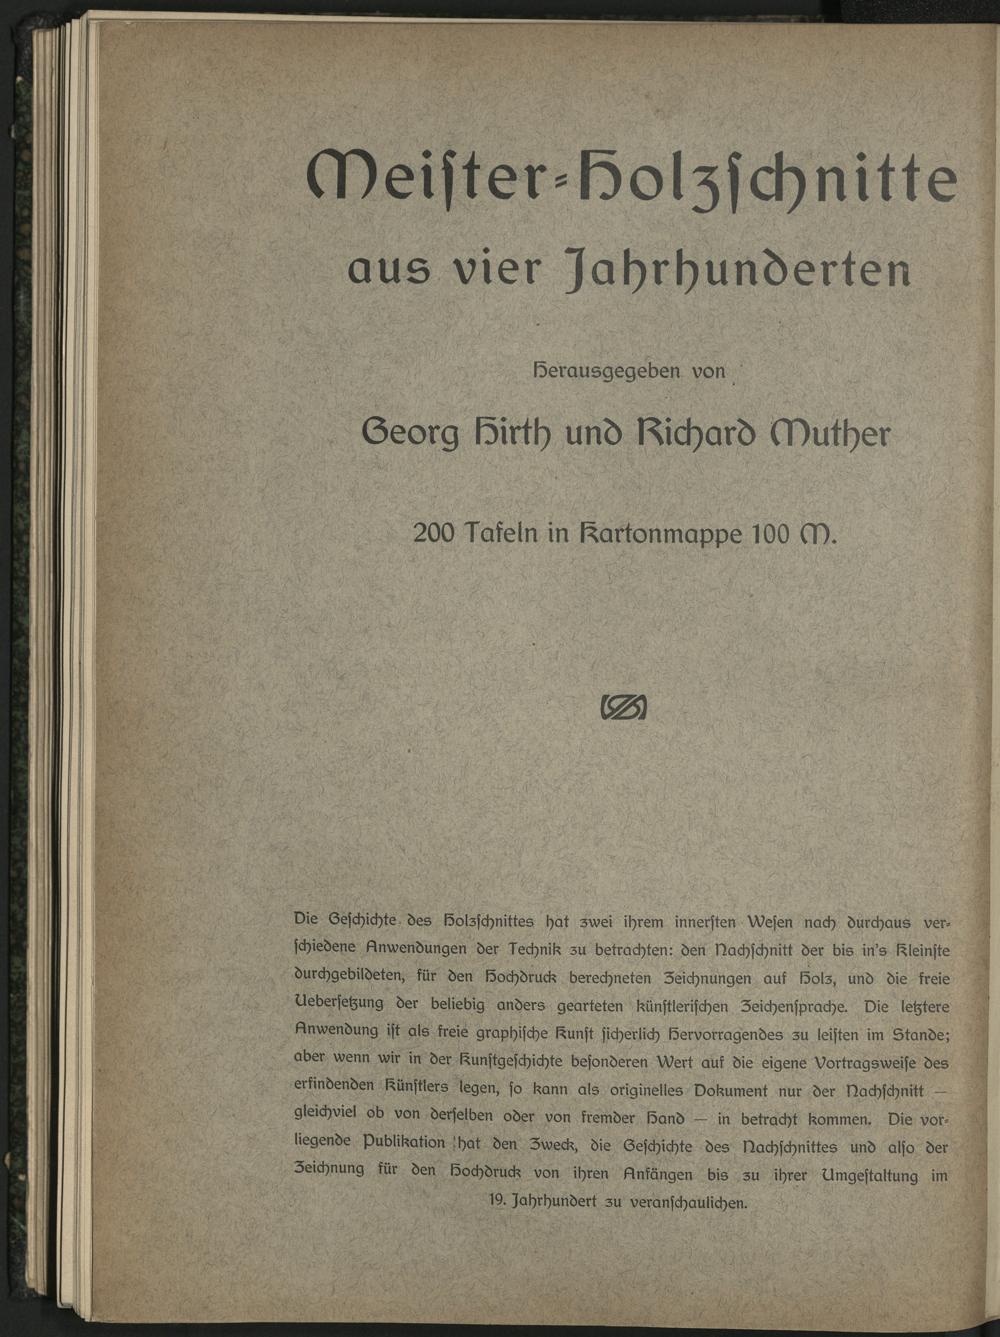 Meiſter-Holzſchnitte
aus vier Jahrhunderten
Herausgegeben von
Georg Hirth und Richard Muther
200 Tafeln in Kartonmappe 100 M.
Die Geſchichte des Holzſchnittes hat zwei ihrem innerſten Weſen nach durchaus ver-
ſchiedene Anwendungen der Technik zu betrachten: den Nachſchnitt der bis in's Kleinſte
durchgebildeten, für den Hochdruck berechneten Zeichnungen auf Holz, und die freie
Ueberſetzung der beliebig anders gearteten künſtleriſchen Zeichenſprache. Die letztere
Anwendung iſt als freie graphiſche Kunſt ſicherlich Hervorragendes zu leiſten im Stande;
aber wenn wir in der Kunſtgeſchichte beſonderen Wert auf die eigene Vortragsweiſe des
erfindenden Künſtlers legen, ſo kann als originelles Dokument nur der Nachſchnitt —
gleichviel ob von derſelben oder von fremder Hand — in betracht kommen. Die vor-
liegende Publikation hat den Zweck, die Geſchichte des Nachſchnittes und alſo der
Zeichnung für den Hochdruck von ihren Anfängen bis zu ihrer Umgeſtaltung im
19. Jahrhundert zu veranſchaulichen.